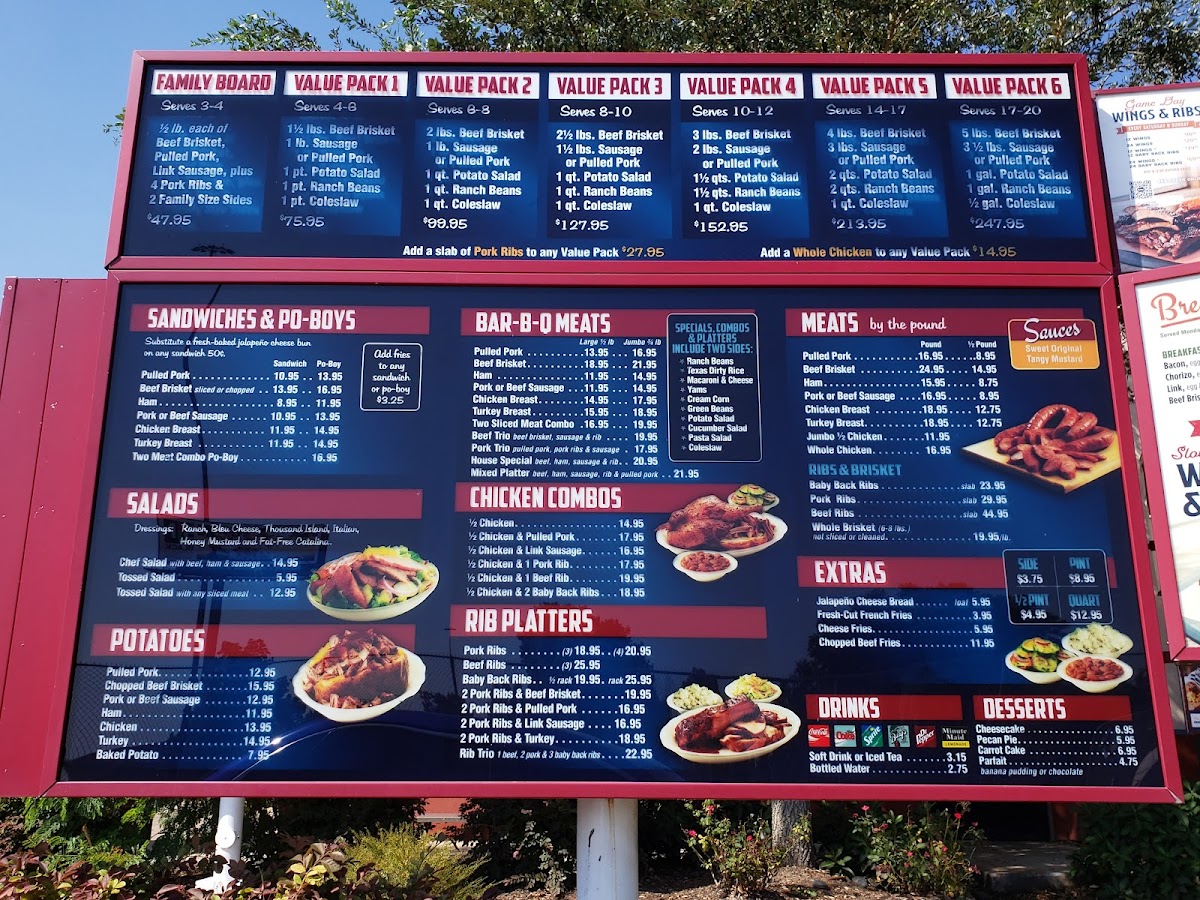 FAMILY BOARD
Serves 3-4
½ lb. each of
Beef Brisket,
Pulled Pork,
Link Sausage, plus
4 Pork Ribs &
2 Family Size Sides
$47.95
VALUE PACK 1
Serves 4-6
1½ lbs. Beef Brisket
1 lb. Sausage
or Pulled Pork
1 pt. Potato Salad
1 pt. Ranch Beans
1 pt. Coleslaw
$75.95
VALUE PACK 2
Serves 6-8
2 lbs. Beef Brisket
1 lb. Sausage
or Pulled Pork
1 qt. Potato Salad
1 qt. Ranch Beans
1 qt. Coleslaw
$99.95
VALUE PACK 3
Serves 8-10
2½ lbs. Beef Brisket
1½ lbs. Sausage
or Pulled Pork
1 qt. Potato Salad
1 qt. Ranch Beans
1 qt. Coleslaw
$127.95
VALUE PACK 4
Serves 10-12
3 lbs. Beef Brisket
2 lbs. Sausage
or Pulled Pork
1½ qts. Potato Salad
1½ qts. Ranch Beans
1 qt. Coleslaw
$152.95
VALUE PACK 5
Serves 14-17
4 lbs. Beef Brisket
3 lbs. Sausage
or Pulled Pork
2 qts. Potato Salad
2 qts. Ranch Beans
1 qt. Coleslaw
$213.95
VALUE PACK 6
Serves 17-20
5 lbs. Beef Brisket
3 ½ lbs. Sausage
or Pulled Pork
1 gal. Potato Salad
1 gal. Ranch Beans
½ gal. Coleslaw
$247.95
Add a slab of Pork Ribs to any Value Pack $27.95
Add a Whole Chicken to any Value Pack $14.95
SANDWICHES & PO-BOYS
Substitute a fresh-baked jalapeño cheese bun
on any sandwich 50¢.
Sandwich Po-Boy
Pulled Pork 10.95 13.95
Beef Brisket sliced or chopped 13.95 16.95
Ham 8.95 11.95
Pork or Beef Sausage 10.95 13.95
Chicken Breast 11.95 14.95
Turkey Breast 11.95 14.95
Two Meat Combo Po-Boy 16.95
Add fries
to any
sandwich
or po-boy
$3.25
SALADS
Dressings: Ranch, Bleu Cheese, Thousand Island, Italian,
Honey Mustard and Fat-Free Catalina.
Chef Salad with beef, ham & sausage 14.95
Tossed Salad 5.95
Tossed Salad with any sliced meat 12.95
POTATOES
Pulled Pork 12.95
Chopped Beef Brisket 15.95
Pork or Beef Sausage 12.95
Ham 11.95
Chicken 13.95
Turkey 14.95
Baked Potato 7.95
BAR-B-Q MEATS
Large ½ lb Jumbo ¾ lb
Pulled Pork 13.95 16.95
Beef Brisket 18.95 21.95
Ham 11.95 14.95
Pork or Beef Sausage 11.95 14.95
Chicken Breast 14.95 17.95
Turkey Breast 15.95 18.95
Two Sliced Meat Combo 16.95 19.95
Beef Trio beef brisket, sausage & rib 19.95
Pork Trio pulled pork, pork ribs & sausage 17.95
House Special beef, ham, sausage & rib 20.95
Mixed Platter beef, ham, sausage, rib & pulled pork 21.95
SPECIALS, COMBOS
& PLATTERS
INCLUDE TWO SIDES:
Ranch Beans
Texas Dirty Rice
Macaroni & Cheese
Yams
Cream Corn
Green Beans
Potato Salad
Cucumber Salad
Pasta Salad
Coleslaw
CHICKEN COMBOS
½ Chicken 14.95
½ Chicken & Pulled Pork 17.95
½ Chicken & Link Sausage 16.95
½ Chicken & 1 Pork Rib 17.95
½ Chicken & 1 Beef Rib 19.95
½ Chicken & 2 Baby Back Ribs 18.95
RIB PLATTERS
Pork Ribs (3) 18.95 (4) 20.95
Beef Ribs (3) 25.95
Baby Back Ribs ½ rack 19.95 rack 25.95
2 Pork Ribs & Beef Brisket 19.95
2 Pork Ribs & Pulled Pork 16.95
2 Pork Ribs & Link Sausage 16.95
2 Pork Ribs & Turkey 18.95
Rib Trio 1 beef, 2 pork & 3 baby back ribs 22.95
MEATS by the pound
Pound ½ Pound
Pulled Pork 16.95 8.95
Beef Brisket 24.95 14.95
Ham 15.95 8.75
Pork or Beef Sausage 16.95 8.95
Chicken Breast 18.95 12.75
Turkey Breast 18.95 12.75
Jumbo ½ Chicken 11.95
Whole Chicken 16.95
Sauces
Sweet Original
Tangy Mustard
RIBS & BRISKET
Baby Back Ribs slab 23.95
Pork Ribs slab 29.95
Beef Ribs slab 44.95
Whole Brisket (6-8 lbs.)
not sliced or cleaned 19.95/lb.
EXTRAS
Jalapeño Cheese Bread loaf 5.95
Fresh-Cut French Fries 3.95
Cheese Fries 5.95
Chopped Beef Fries 11.95
SIDE $3.75
PINT $8.95
1/2 PINT $4.95
QUART $12.95
DRINKS
Coca-Cola
Coke
Sprite
Dr Pepper
Minute Maid
LEMONADE
Soft Drink or Iced Tea 3.15
Bottled Water 2.75
DESSERTS
Cheesecake 6.95
Pecan Pie 5.95
Carrot Cake 6.95
Parfait 4.75
banana pudding or chocolate
Game Day
WINGS & RIBS
EVERY SATURDAY & SUNDAY
Bre
Served Monda
BREAKFAS
Bacon, egg
Chorizo, e
Link, egg
Beef Bris
Slo
W
&